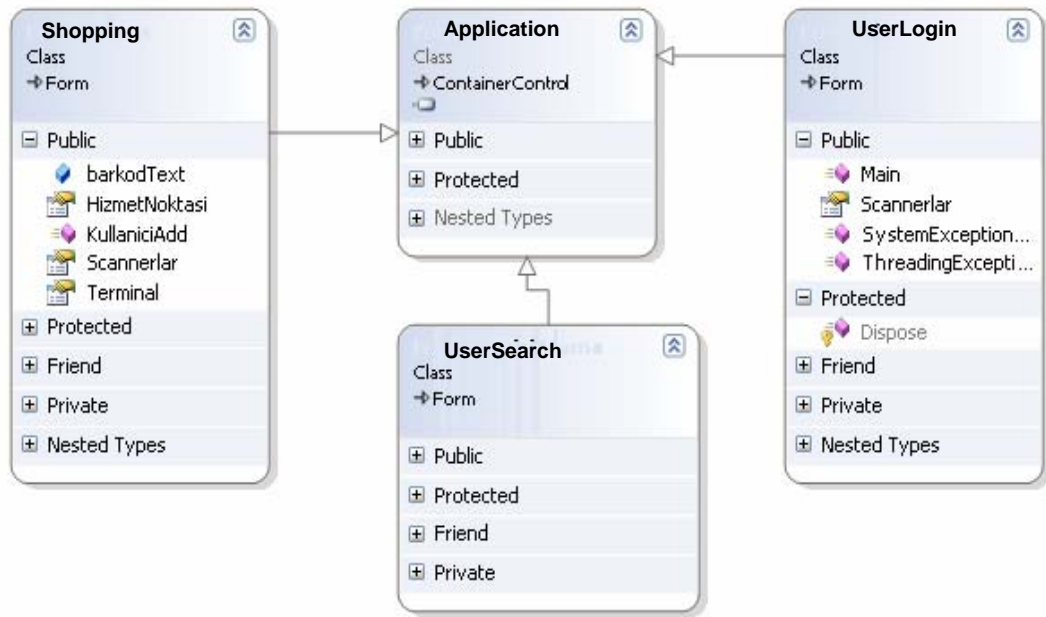 Shopping
Class
Form
Public
barkodText
HizmetNoktasi
KullaniciAdd
Scannerlar
Terminal
Protected
Friend
Private
Nested Types
Application
Class
ContainerControl
Public
Protected
Nested Types
UserLogin
Class
Form
Public
Main
Scannerlar
SystemException...
ThreadingExcepti...
Protected
Dispose
Friend
Private
Nested Types
UserSearch
Class
Form
Public
Protected
Friend
Private